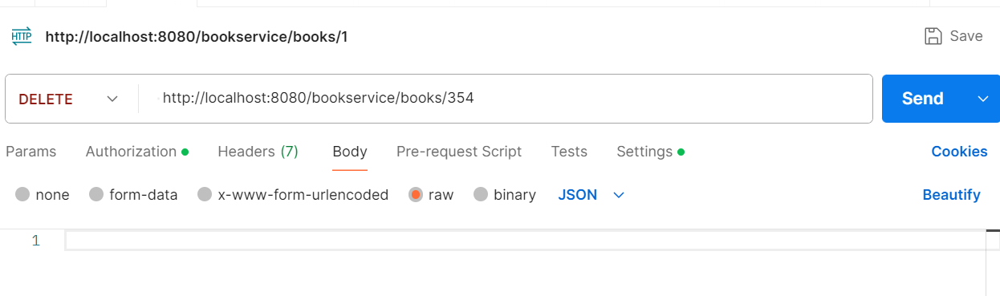 HTTP http://localhost:8080/bookservice/books/1 Save
DELETE http://localhost:8080/bookservice/books/354 Send
Params Authorization Headers (7) Body Pre-request Script Tests Settings Cookies
none form-data x-www-form-urlencoded raw binary JSON Beautify
1